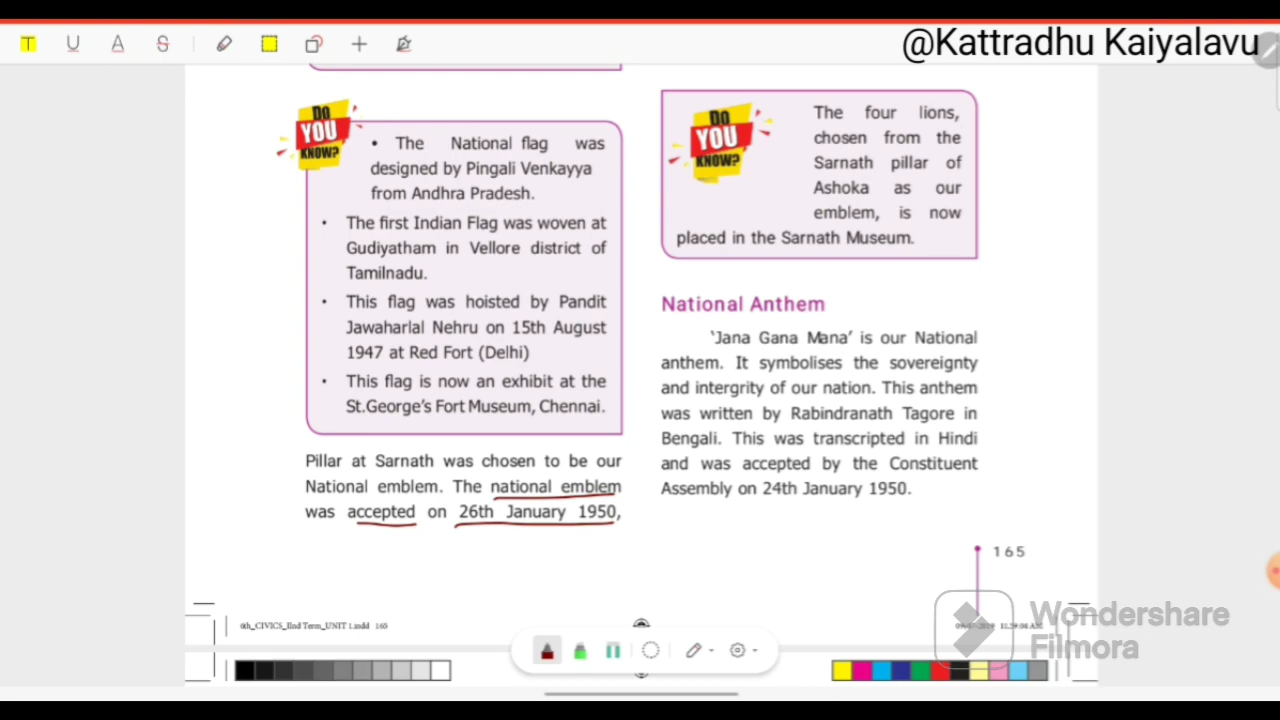 @Kattradhu Kaiyalavu
DO
YOU
KNOW?
• The National flag was
designed by Pingali Venkayya
from Andhra Pradesh.
• The first Indian Flag was woven at
Gudiyatham in Vellore district of
Tamilnadu.
• This flag was hoisted by Pandit
Jawaharlal Nehru on 15th August
1947 at Red Fort (Delhi)
• This flag is now an exhibit at the
St.George's Fort Museum, Chennai.
Pillar at Sarnath was chosen to be our
National emblem. The national emblem
was accepted on 26th January 1950,
DO
YOU
KNOW?
The four lions,
chosen from the
Sarnath pillar of
Ashoka as our
emblem, is now
placed in the Sarnath Museum.
National Anthem
'Jana Gana Mana' is our National
anthem. It symbolises the sovereignty
and intergrity of our nation. This anthem
was written by Rabindranath Tagore in
Bengali. This was transcripted in Hindi
and was accepted by the Constituent
Assembly on 24th January 1950.
165
6th_CIVICS_IInd Term_UNIT 1.indd 165
Wondershare
Filmora